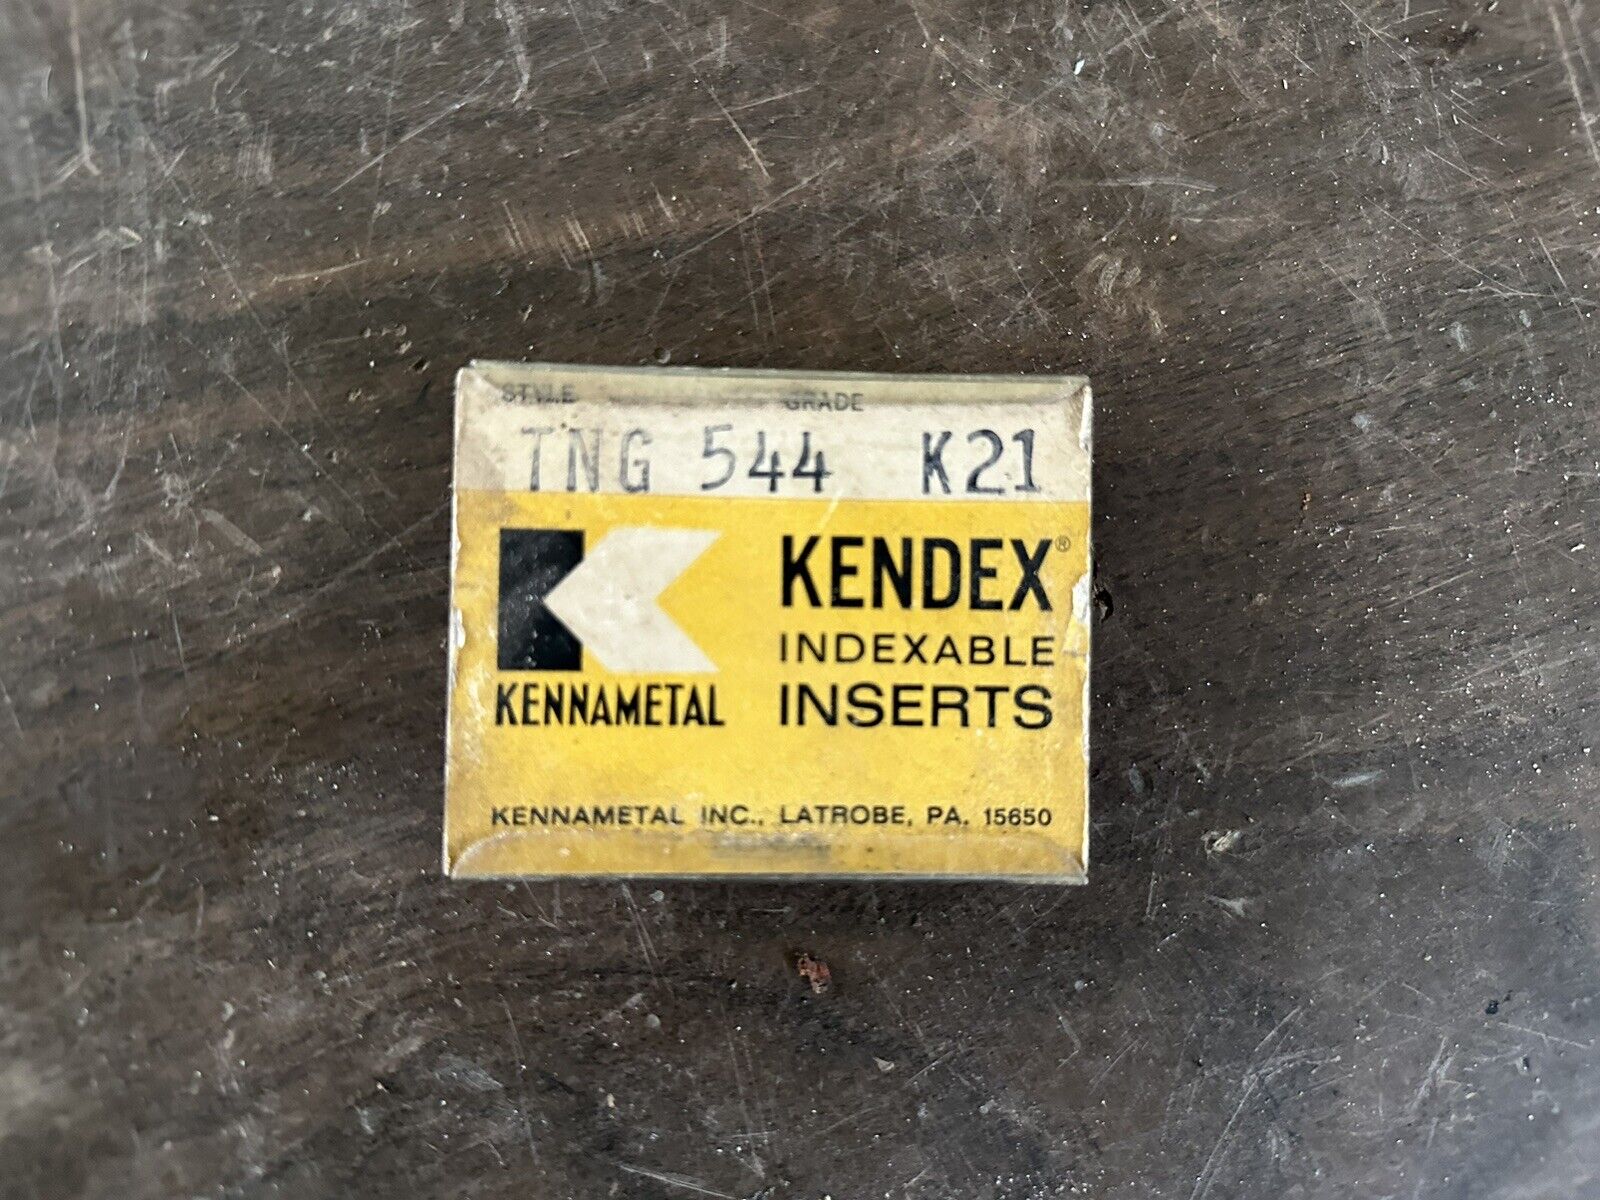 STYLE GRADE
TNG 544 K21
KENDEX®
INDEXABLE
INSERTS
KENNAMETAL
KENNAMETAL INC., LATROBE, PA. 15650